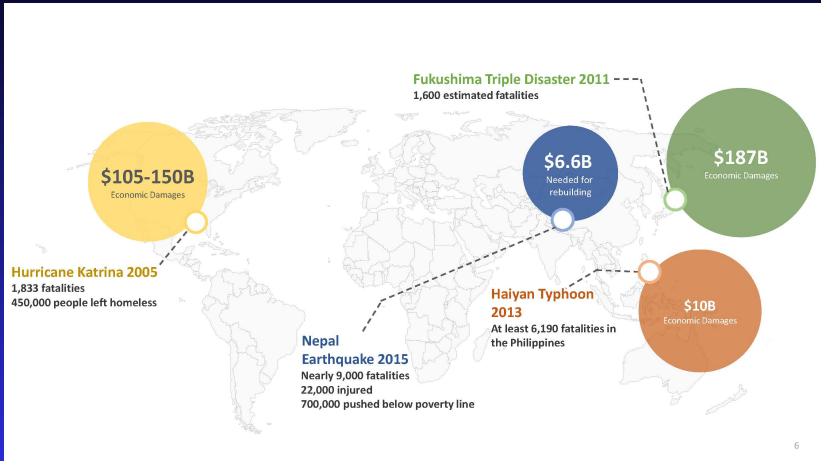 Fukushima Triple Disaster 2011
1,600 estimated fatalities
$187B
Economic Damages
$6.6B
Needed for
rebuilding
$105-150B
Economic Damages
Hurricane Katrina 2005
1,833 fatalities
450,000 people left homeless
Haiyan Typhoon
2013
At least 6,190 fatalities in
the Philippines
$10B
Economic Damages
Nepal
Earthquake 2015
Nearly 9,000 fatalities
22,000 injured
700,000 pushed below poverty line
6